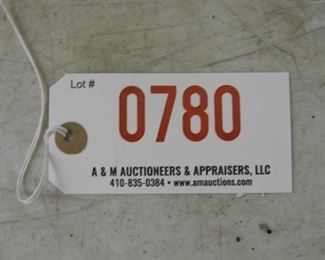 Lot #
0780
A & M AUCTIONEERS & APPRAISERS, LLC
410-835-0384 • www.amauctions.com